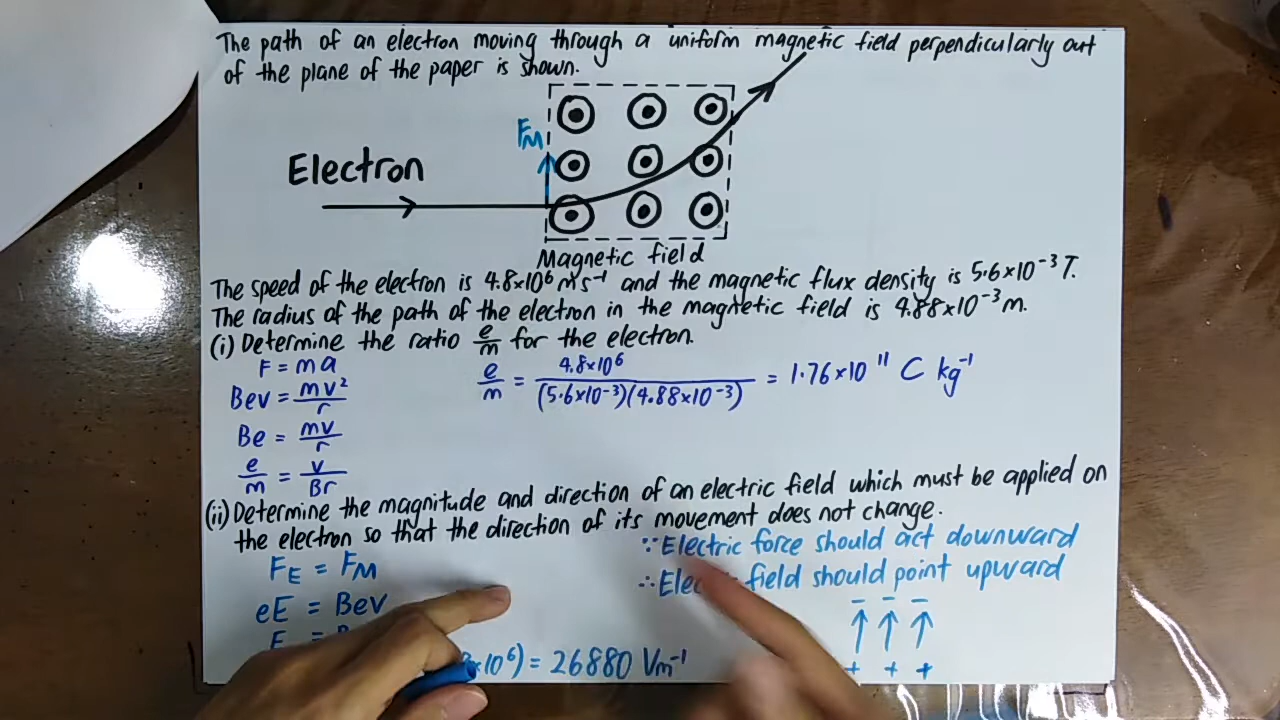 The path of an electron moving through a uniform magnetic field perpendicularly out
of the plane of the paper is shown.
F_M
Electron
Magnetic field
The speed of the electron is 4.8×10⁶ ms⁻¹ and the magnetic flux density is 5.6×10⁻³ T.
The radius of the path of the electron in the magnetic field is 4.88×10⁻³ m.
(i) Determine the ratio e/m for the electron.
F = ma
Bev = mv²/r
Be = mv/r
e/m = v/Br
e/m = 4.8×10⁶/(5.6×10⁻³)(4.88×10⁻³) = 1.76×10¹¹ C kg⁻¹
(ii) Determine the magnitude and direction of an electric field which must be applied on
the electron so that the direction of its movement does not change.
F_E = F_M
eE = Bev
E
×10⁶) = 26880 Vm⁻¹
∵ Electric force should act downward
∴ field should point upward
− − −
+ + +